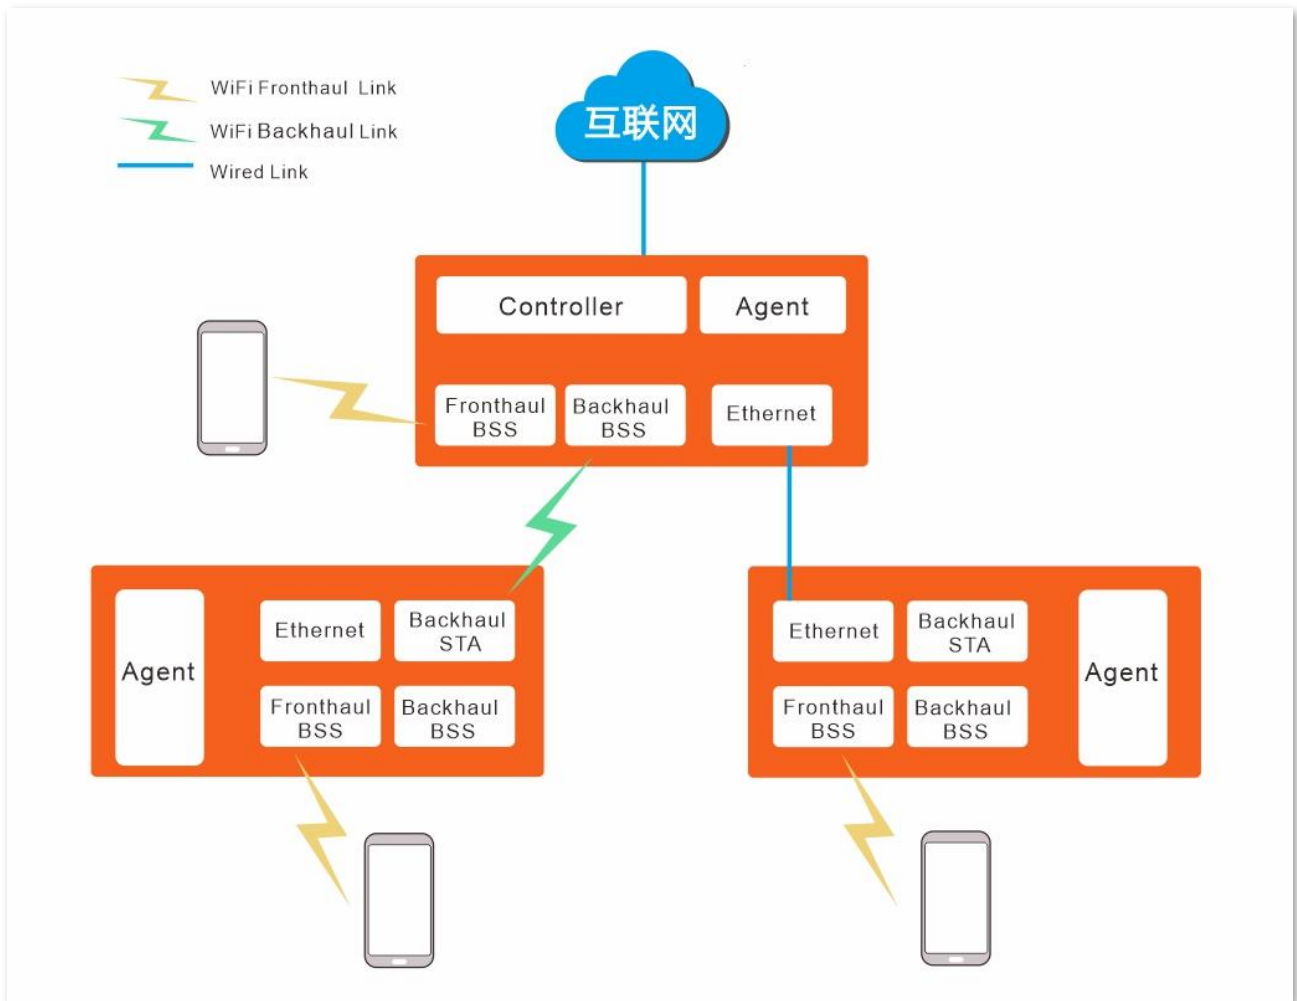 WiFi Fronthaul Link
WiFi Backhaul Link
Wired Link
互联网
Controller
Agent
Fronthaul
BSS
Backhaul
BSS
Ethernet
Agent
Ethernet
Backhaul
STA
Fronthaul
BSS
Backhaul
BSS
Ethernet
Backhaul
STA
Fronthaul
BSS
Backhaul
BSS
Agent